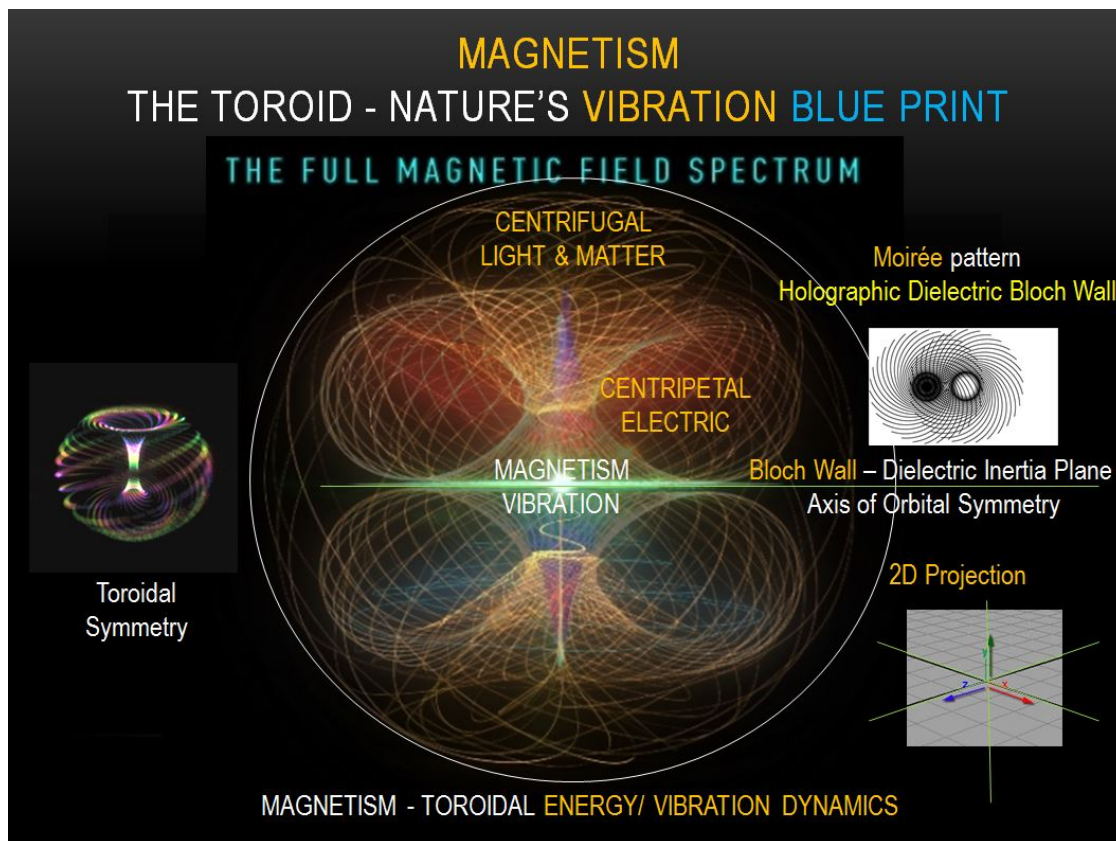 MAGNETISM
THE TOROID - NATURE'S VIBRATION BLUE PRINT
THE FULL MAGNETIC FIELD SPECTRUM
CENTRIFUGAL
LIGHT & MATTER
Moirée pattern
Holographic Dielectric Bloch Wall
CENTRIPETAL
ELECTRIC
MAGNETISM
VIBRATION
Bloch Wall – Dielectric Inertia Plane
Axis of Orbital Symmetry
Toroidal
Symmetry
2D Projection
y
z
x
MAGNETISM - TOROIDAL ENERGY/ VIBRATION DYNAMICS